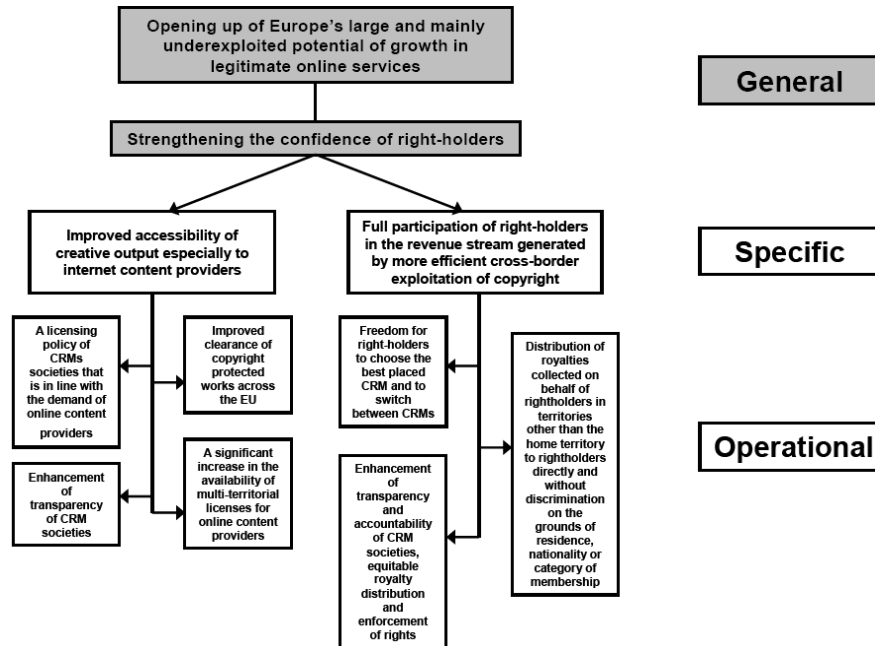 Opening up of Europe's large and mainly
underexploited potential of growth in
legitimate online services
General
Strengthening the confidence of right-holders
Improved accessibility of
creative output especially to
internet content providers
Full participation of right-holders
in the revenue stream generated
by more efficient cross-border
exploitation of copyright
Specific
A licensing
policy of
CRMs
societies that
is in line with
the demand of
online content
providers
Improved
clearance of
copyright
protected
works across
the EU
Freedom for
right-holders
to choose the
best placed
CRM and to
switch
between CRMs
Distribution of
royalties
collected on
behalf of
rightholders in
territories
other than the
home territory
to rightholders
directly and
without
discrimination
on the
grounds of
residence,
nationality or
category of
membership
Operational
Enhancement
of
transparency
of CRM
societies
A significant
increase in the
availability of
multi-territorial
licenses for
online content
providers
Enhancement of
transparency
and
accountability
of CRM
societies,
equitable
royalty
distribution
and
enforcement
of rights